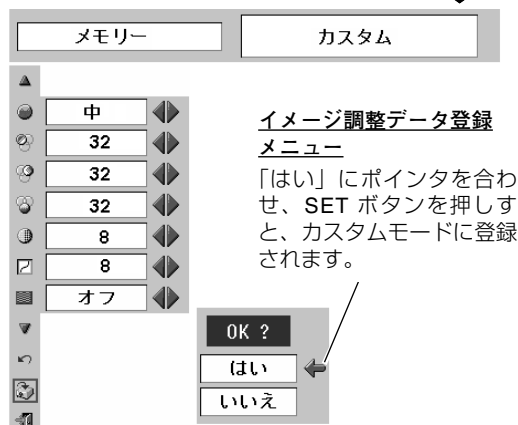 メモリー
カスタム
中
32
32
32
8
8
オフ
イメージ調整データ登録
メニュー
「はい」にポインタを合わ
せ、SET ボタンを押しす
と、カスタムモードに登録
されます。
OK ?
はい
いいえ